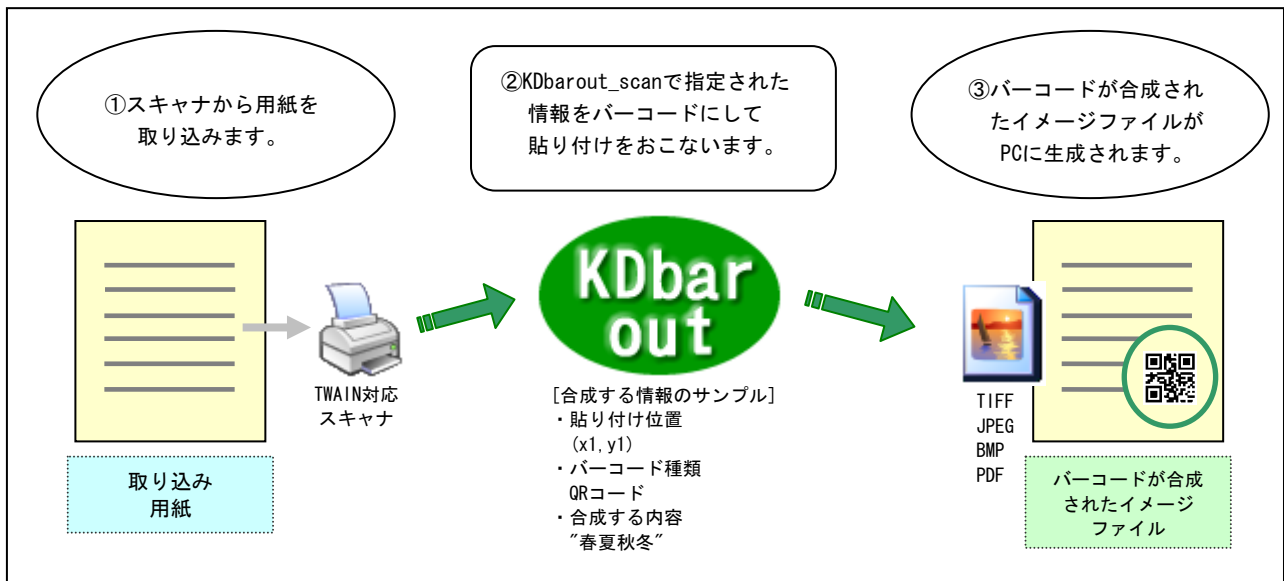 ①スキャナから用紙を
取り込みます。
②KDbarout_scanで指定された
情報をバーコードにして
貼り付けをおこないます。
③バーコードが合成され
たイメージファイルが
PCに生成されます。
KDbar
out
TWAIN対応
スキャナ
[合成する情報のサンプル]
・貼り付け位置
(x1,y1)
・バーコード種類
QRコード
・合成する内容
"春夏秋冬"
TIFF
JPEG
BMP
PDF
取り込み
用紙
バーコードが合成
されたイメージ
ファイル